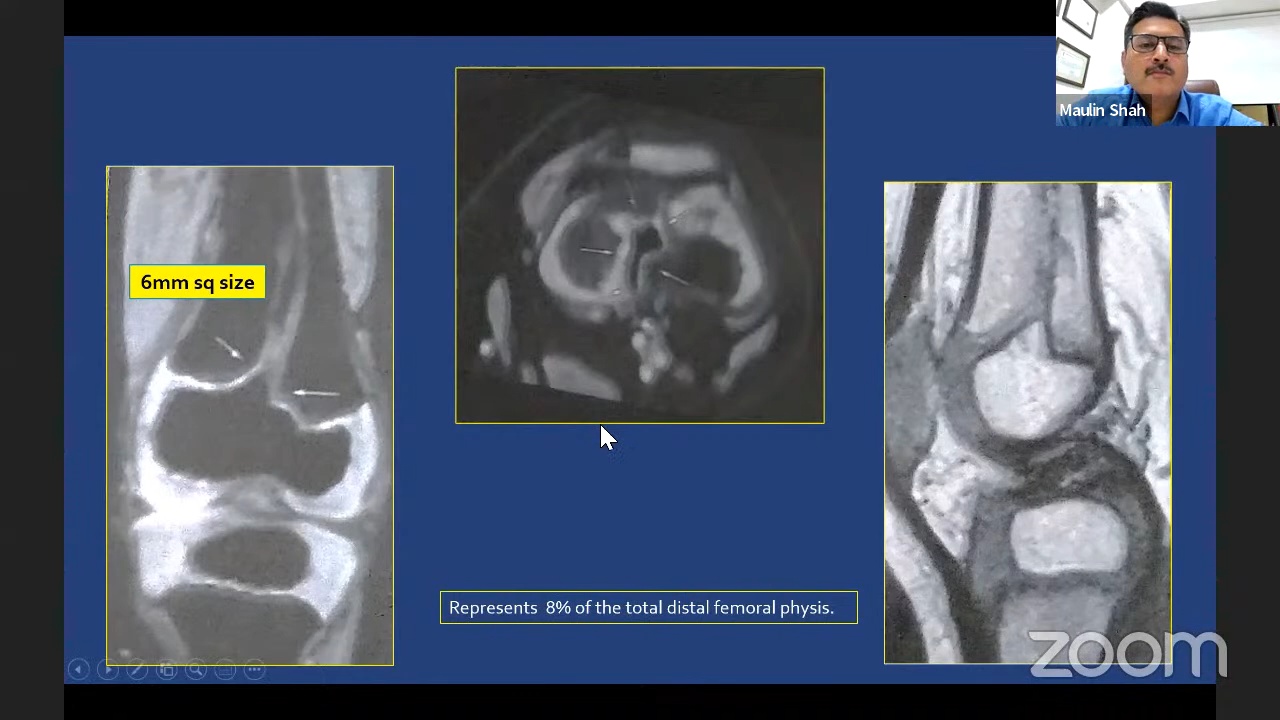 Maulin Shah
6mm sq size
Represents 8% of the total distal femoral physis.
zoom